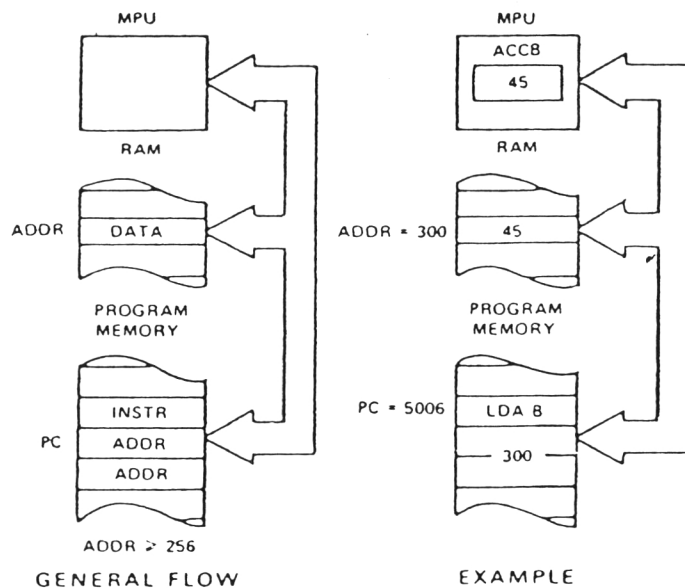 MPU
RAM
ADDR
DATA
PROGRAM
MEMORY
INSTR
PC
ADDR
ADDR
ADDR ≥ 256
GENERAL FLOW
MPU
ACCB
45
RAM
ADDR = 300
45
PROGRAM
MEMORY
PC = 5006
LDA B
300
EXAMPLE